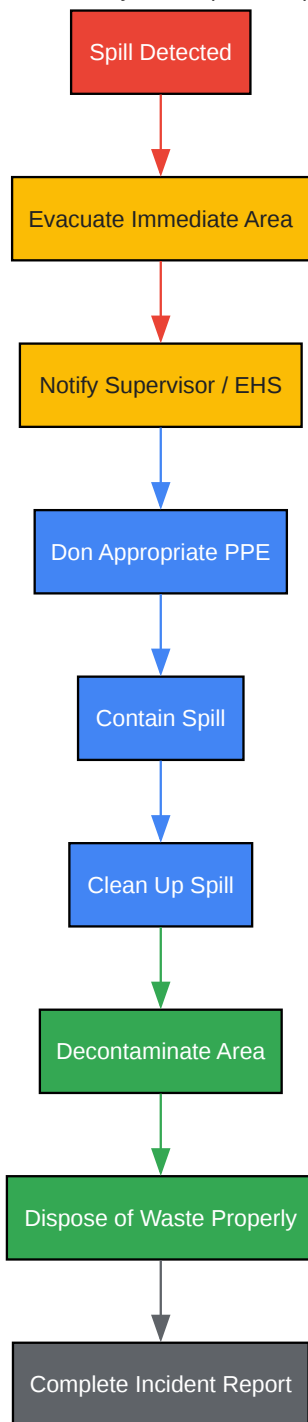 Spill Detected
Evacuate Immediate Area
Notify Supervisor / EHS
Don Appropriate PPE
Contain Spill
Clean Up Spill
Decontaminate Area
Dispose of Waste Properly
Complete Incident Report